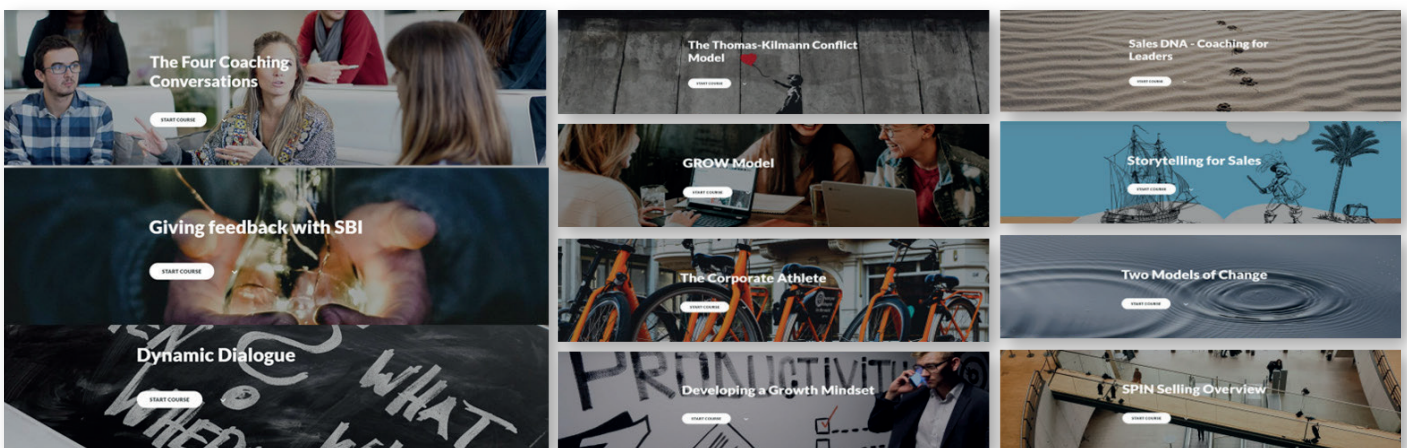 The Four Coaching
Conversations
START COURSE
Giving feedback with SBI
START COURSE
Dynamic Dialogue
START COURSE
WHAT
WHEN
The Thomas-Kilmann Conflict
Model
START COURSE
GROW Model
START COURSE
The Corporate Athlete
START COURSE
PRODUCTIVITY
Developing a Growth Mindset
START COURSE
Sales DNA - Coaching for
Leaders
START COURSE
Storytelling for Sales
START COURSE
Two Models of Change
START COURSE
SPIN Selling Overview
START COURSE